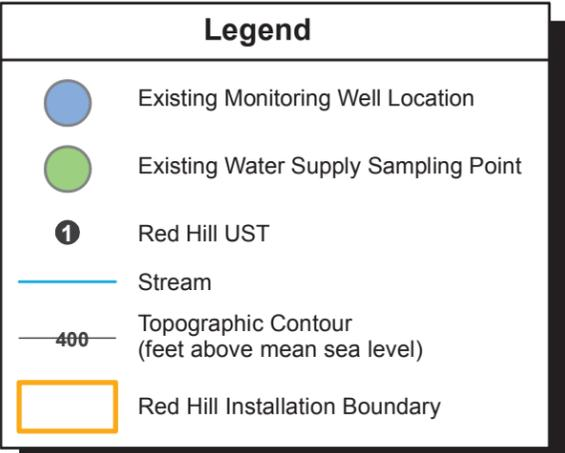 Legend
Existing Monitoring Well Location
Existing Water Supply Sampling Point
1
Red Hill UST
Stream
400
Topographic Contour
(feet above mean sea level)
Red Hill Installation Boundary